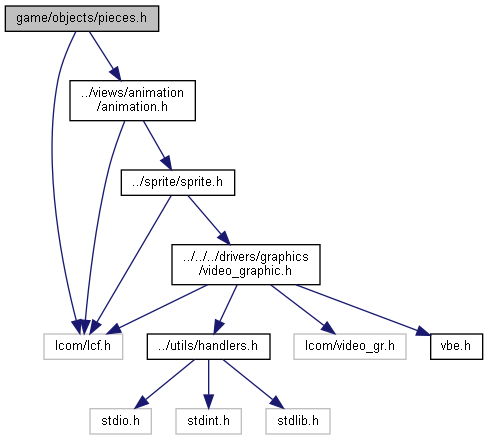 game/objects/pieces.h
../views/animation
/animation.h
../sprite/sprite.h
../../../drivers/graphics
/video_graphic.h
lcom/lcf.h
../utils/handlers.h
lcom/video_gr.h
vbe.h
stdio.h
stdint.h
stdlib.h